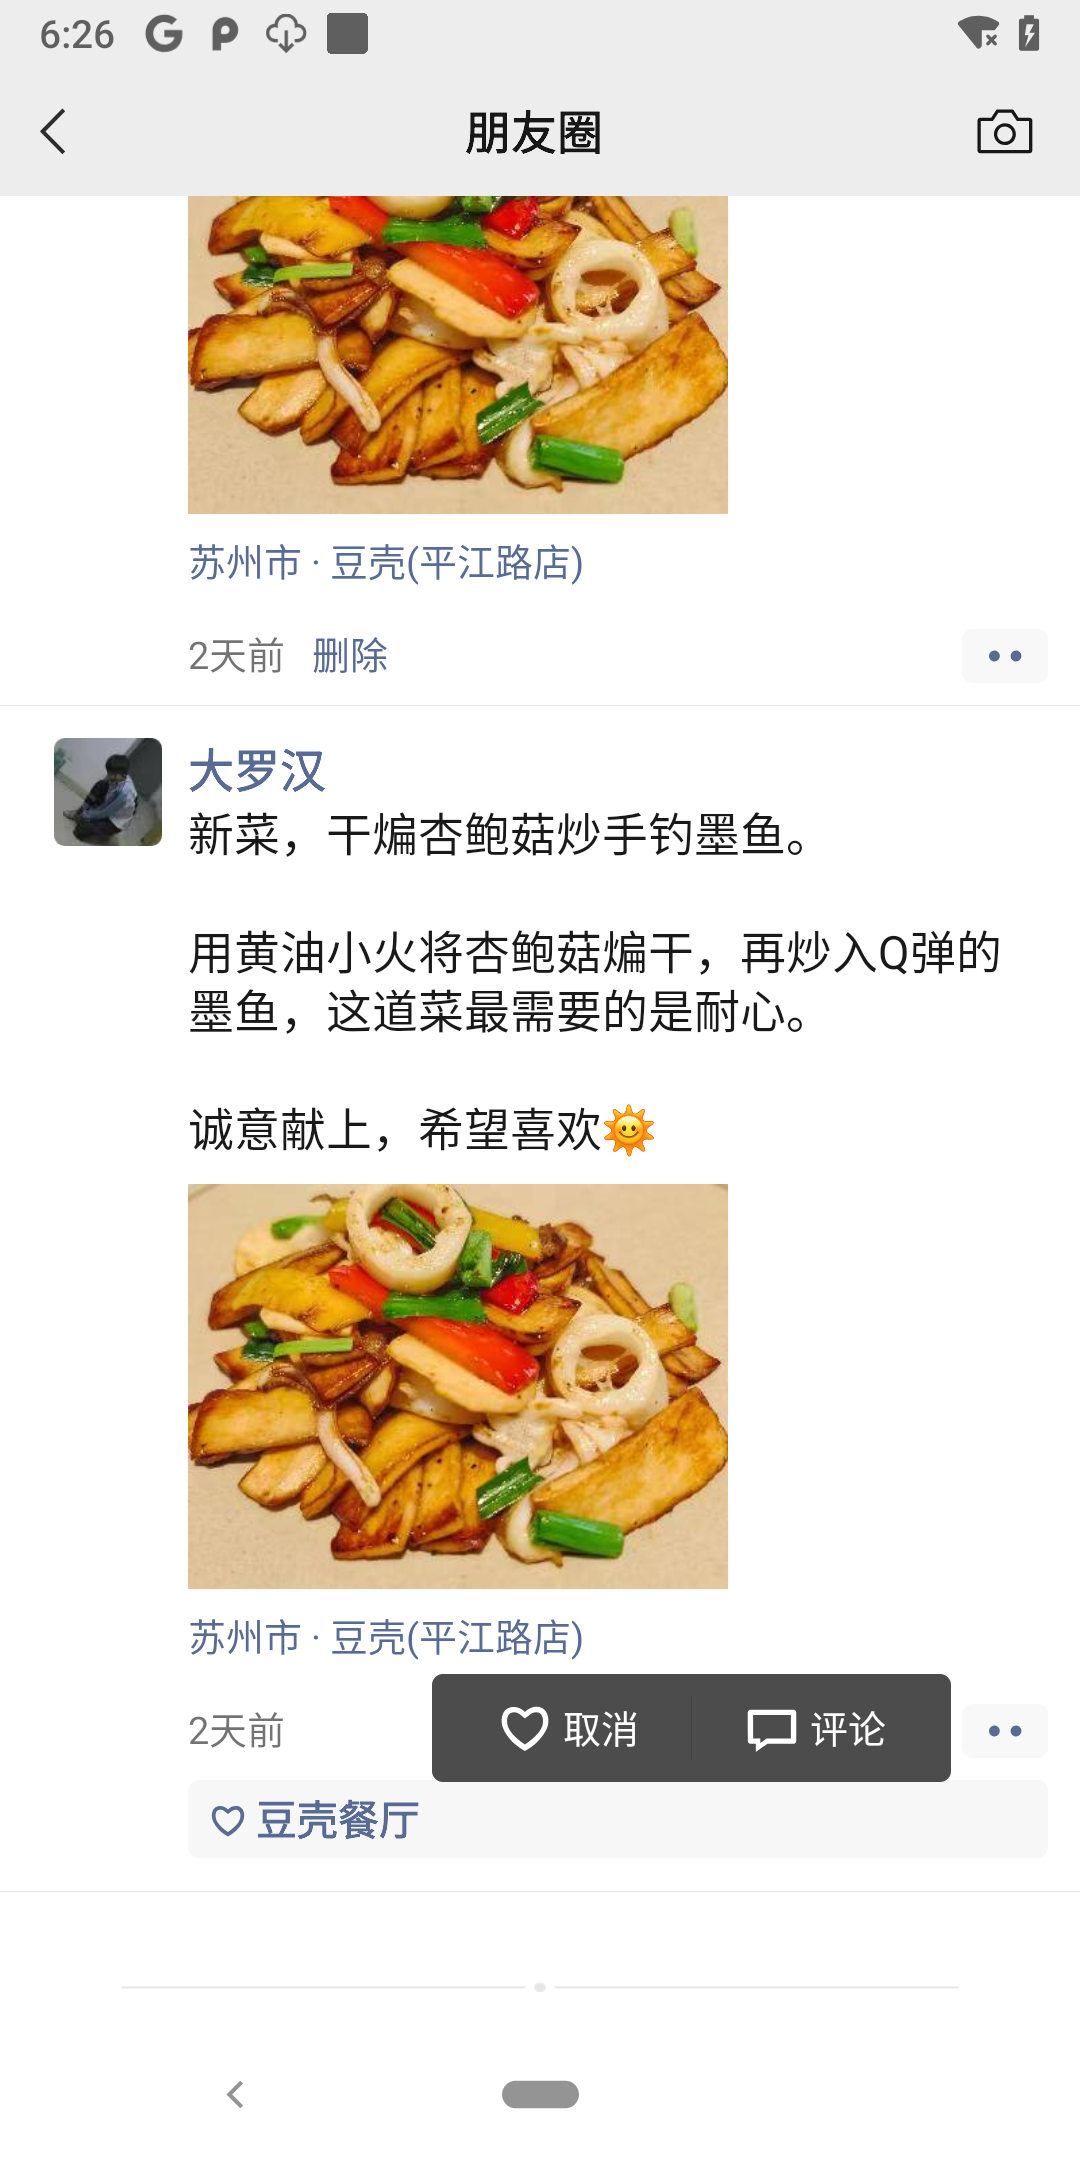 6:26
朋友圈
苏州市 · 豆壳(平江路店)
2天前 删除
大罗汉
新菜，干煸杏鲍菇炒手钓墨鱼。
用黄油小火将杏鲍菇煸干，再炒入Q弹的
墨鱼，这道菜最需要的是耐心。
诚意献上，希望喜欢🌞
苏州市 · 豆壳(平江路店)
2天前 取消 评论
豆壳餐厅